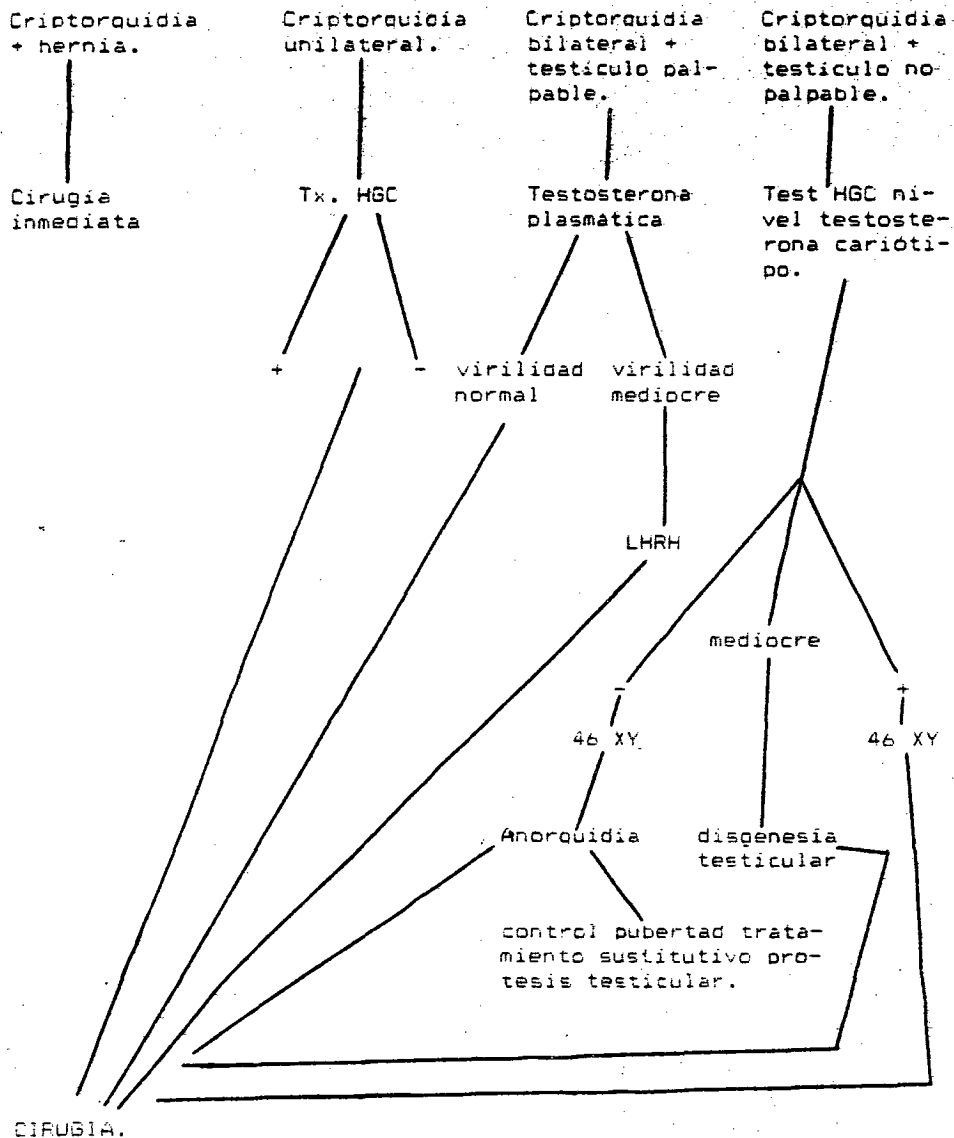 Criptorquidia
+ hernia.
Criptorquidia
unilateral.
Criptorquidia
bilateral +
testículo pal-
pable.
Criptorquidia
bilateral +
testículo no
palpable.
Cirugía
inmediata
Tx. HGC
Testosterona
plasmática
Test HGC ni-
vel testoste-
rona carióti-
po.
+
-
virilidad
normal
virilidad
mediocre
LHRH
mediocre
-
+
46 XY
46 XY
Anorquidia
disgenesía
testicular
control pubertad trata-
miento sustitutivo pro-
tesis testicular.
CIRUGIA.